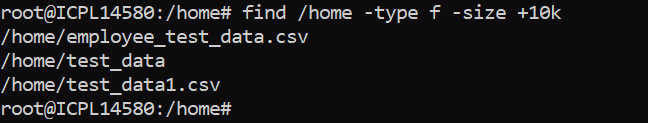 root@ICPL14580:/home# find /home -type f -size +10k
/home/employee_test_data.csv
/home/test_data
/home/test_data1.csv
root@ICPL14580:/home#